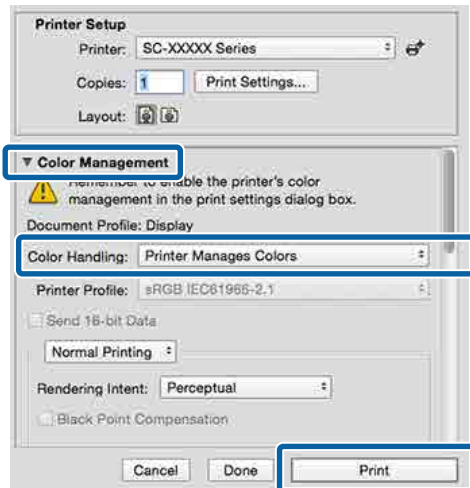 Printer Setup
Printer: SC-XXXXX Series
Copies: 1 Print Settings...
Layout:
▼ Color Management
Remember to enable the printer's color
management in the print settings dialog box.
Document Profile: Display
Color Handling: Printer Manages Colors
Printer Profile: sRGB IEC61966-2.1
Send 16-bit Data
Normal Printing
Rendering Intent: Perceptual
Black Point Compensation
Cancel Done Print